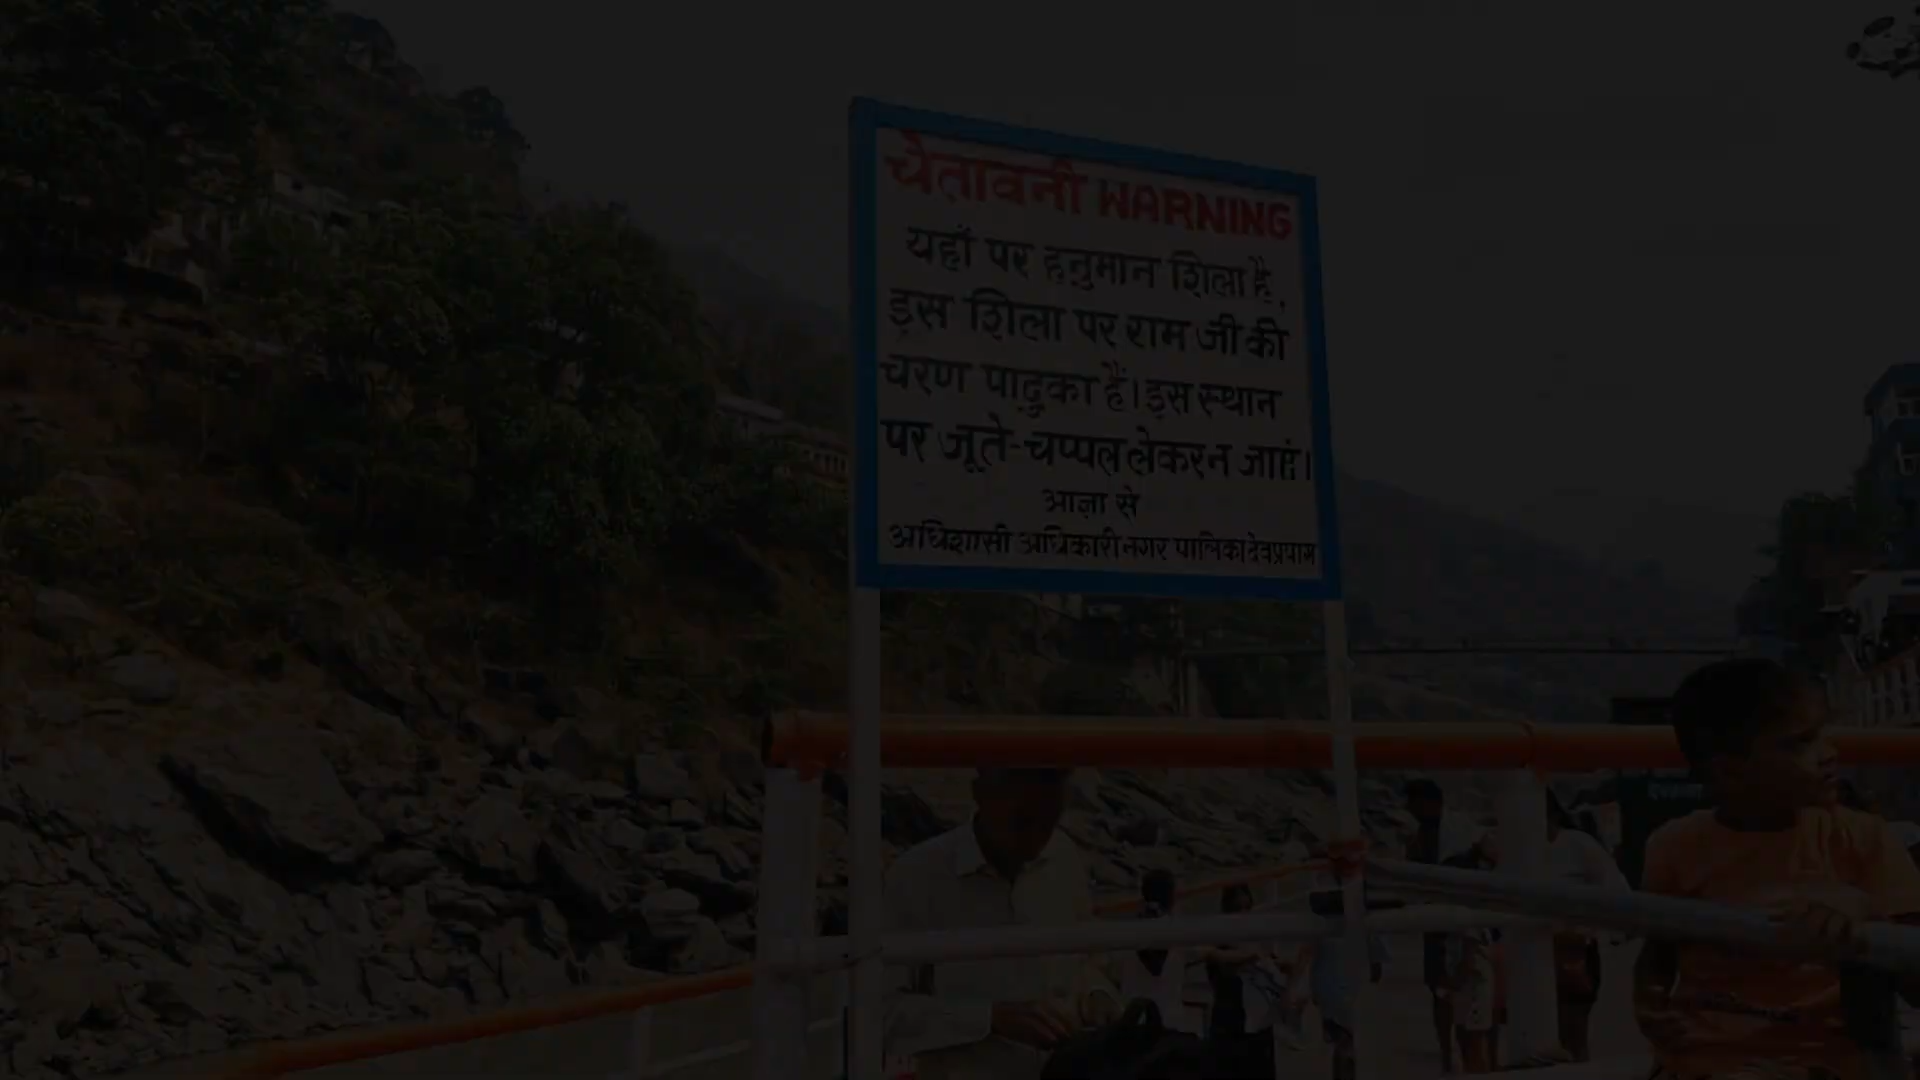 चेतावनी WARNING
यहाँ पर हनुमान शिला है,
इस शिला पर राम जी की
चरण पादुका हैं। इस स्थान
पर जूते-चप्पल लेकर न जाएं।
आज्ञा से
अधिशासी अधिकारी नगर पालिका देवप्रयाग